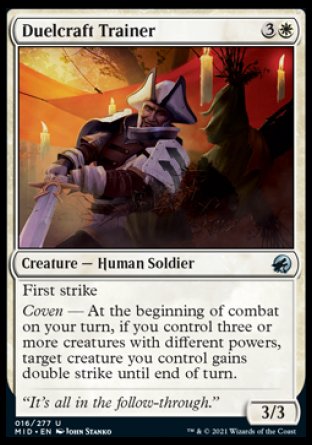 Duelcraft Trainer 3
Creature — Human Soldier
First strike
Coven — At the beginning of combat
on your turn, if you control three or
more creatures with different powers,
target creature you control gains
double strike until end of turn.
"It's all in the follow-through."
3/3
016/277 U
MID • EN JOHN STANKO
™ & © 2021 Wizards of the Coast